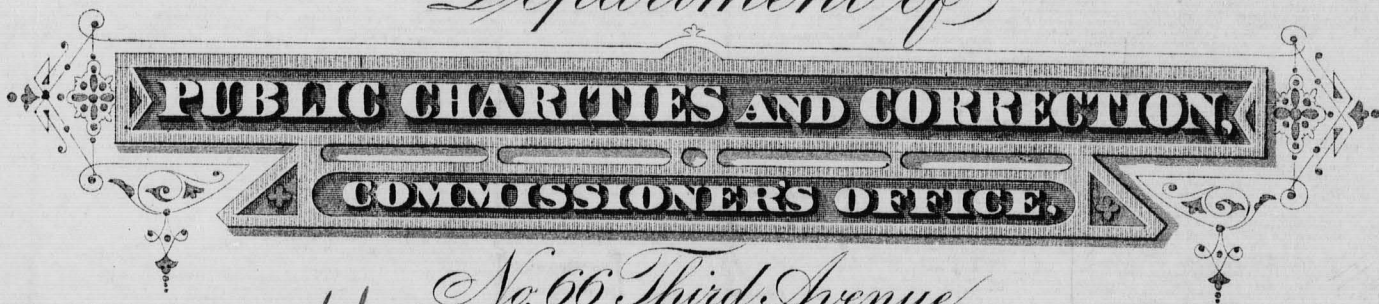 Department of
PUBLIC CHARITIES AND CORRECTION,
COMMISSIONER'S OFFICE.
No. 66 Third Avenue